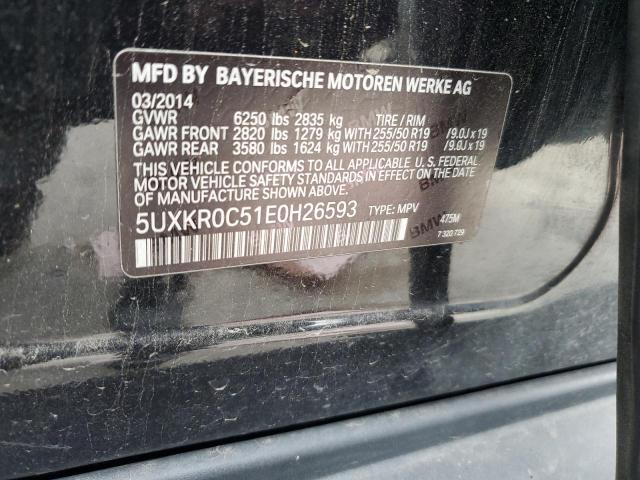 MFD BY BAYERISCHE MOTOREN WERKE AG
03/2014
GVWR 6250 lbs 2835 kg TIRE / RIM
GAWR FRONT 2820 lbs 1279 kg WITH 255/50 R19 /9.0J x 19
GAWR REAR 3580 lbs 1624 kg WITH 255/50 R19 /9.0J x 19
THIS VEHICLE CONFORMS TO ALL APPLICABLE U.S. FEDERAL
MOTOR VEHICLE SAFETY STANDARDS IN EFFECT ON THE DATE
OF MANUFACTURE SHOWN ABOVE.
5UXKR0C51E0H26593 TYPE: MPV 475M
7 320 729